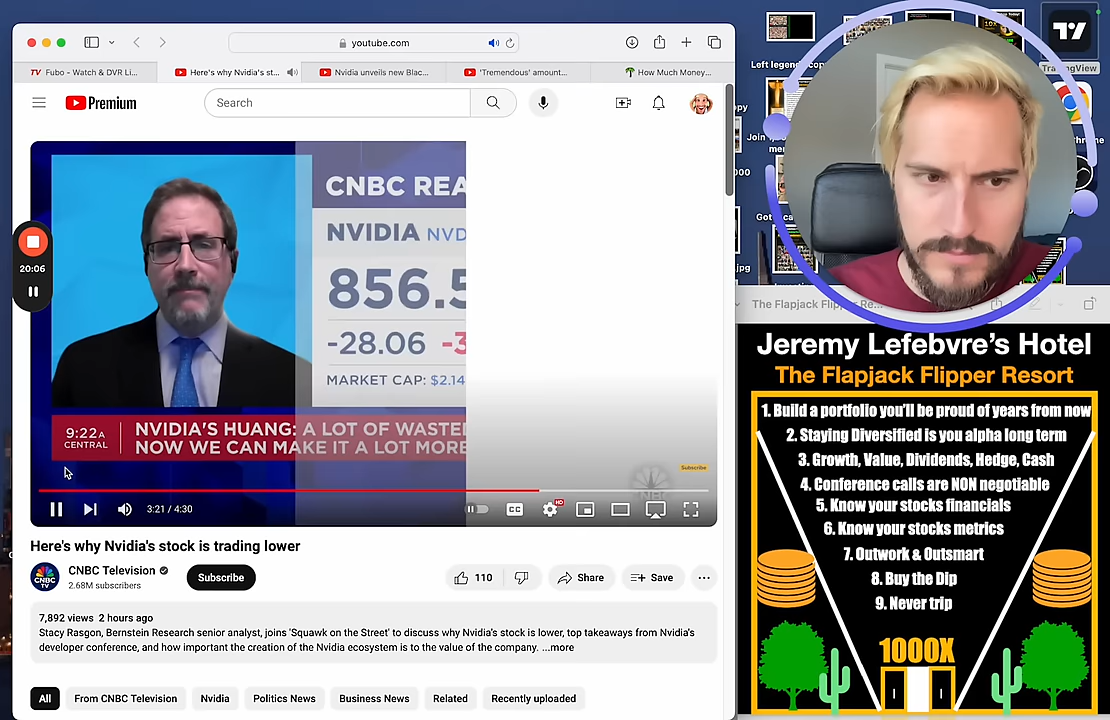 youtube.com
Fubo - Watch & DVR Li...
Here's why Nvidia's st...
Nvidia unveils new Blac...
'Tremendous' amount...
How Much Money...
Premium
Search
CNBC REA
NVIDIA NVD
856.5
-28.06 -3
MARKET CAP: $2.14
9:22A
CENTRAL
NVIDIA'S HUANG: A LOT OF WASTE
NOW WE CAN MAKE IT A LOT MORE
20:06
Subscribe
3:21 / 4:30
CC
HD
Here's why Nvidia's stock is trading lower
CNBC Television
2.68M subscribers
Subscribe
110
Share
Save
7,892 views 2 hours ago
Stacy Rasgon, Bernstein Research senior analyst, joins 'Squawk on the Street' to discuss why Nvidia's stock is lower, top takeaways from Nvidia's
developer conference, and how important the creation of the Nvidia ecosystem is to the value of the company. ...more
All
From CNBC Television
Nvidia
Politics News
Business News
Related
Recently uploaded
TradingView
The Flapjack Flipper Re...
Jeremy Lefebvre's Hotel
The Flapjack Flipper Resort
1. Build a portfolio you'll be proud of years from now
2. Staying Diversified is you alpha long term
3. Growth, Value, Dividends, Hedge, Cash
4. Conference calls are NON negotiable
5. Know your stocks financials
6. Know your stocks metrics
7. Outwork & Outsmart
8. Buy the Dip
9. Never trip
1000X